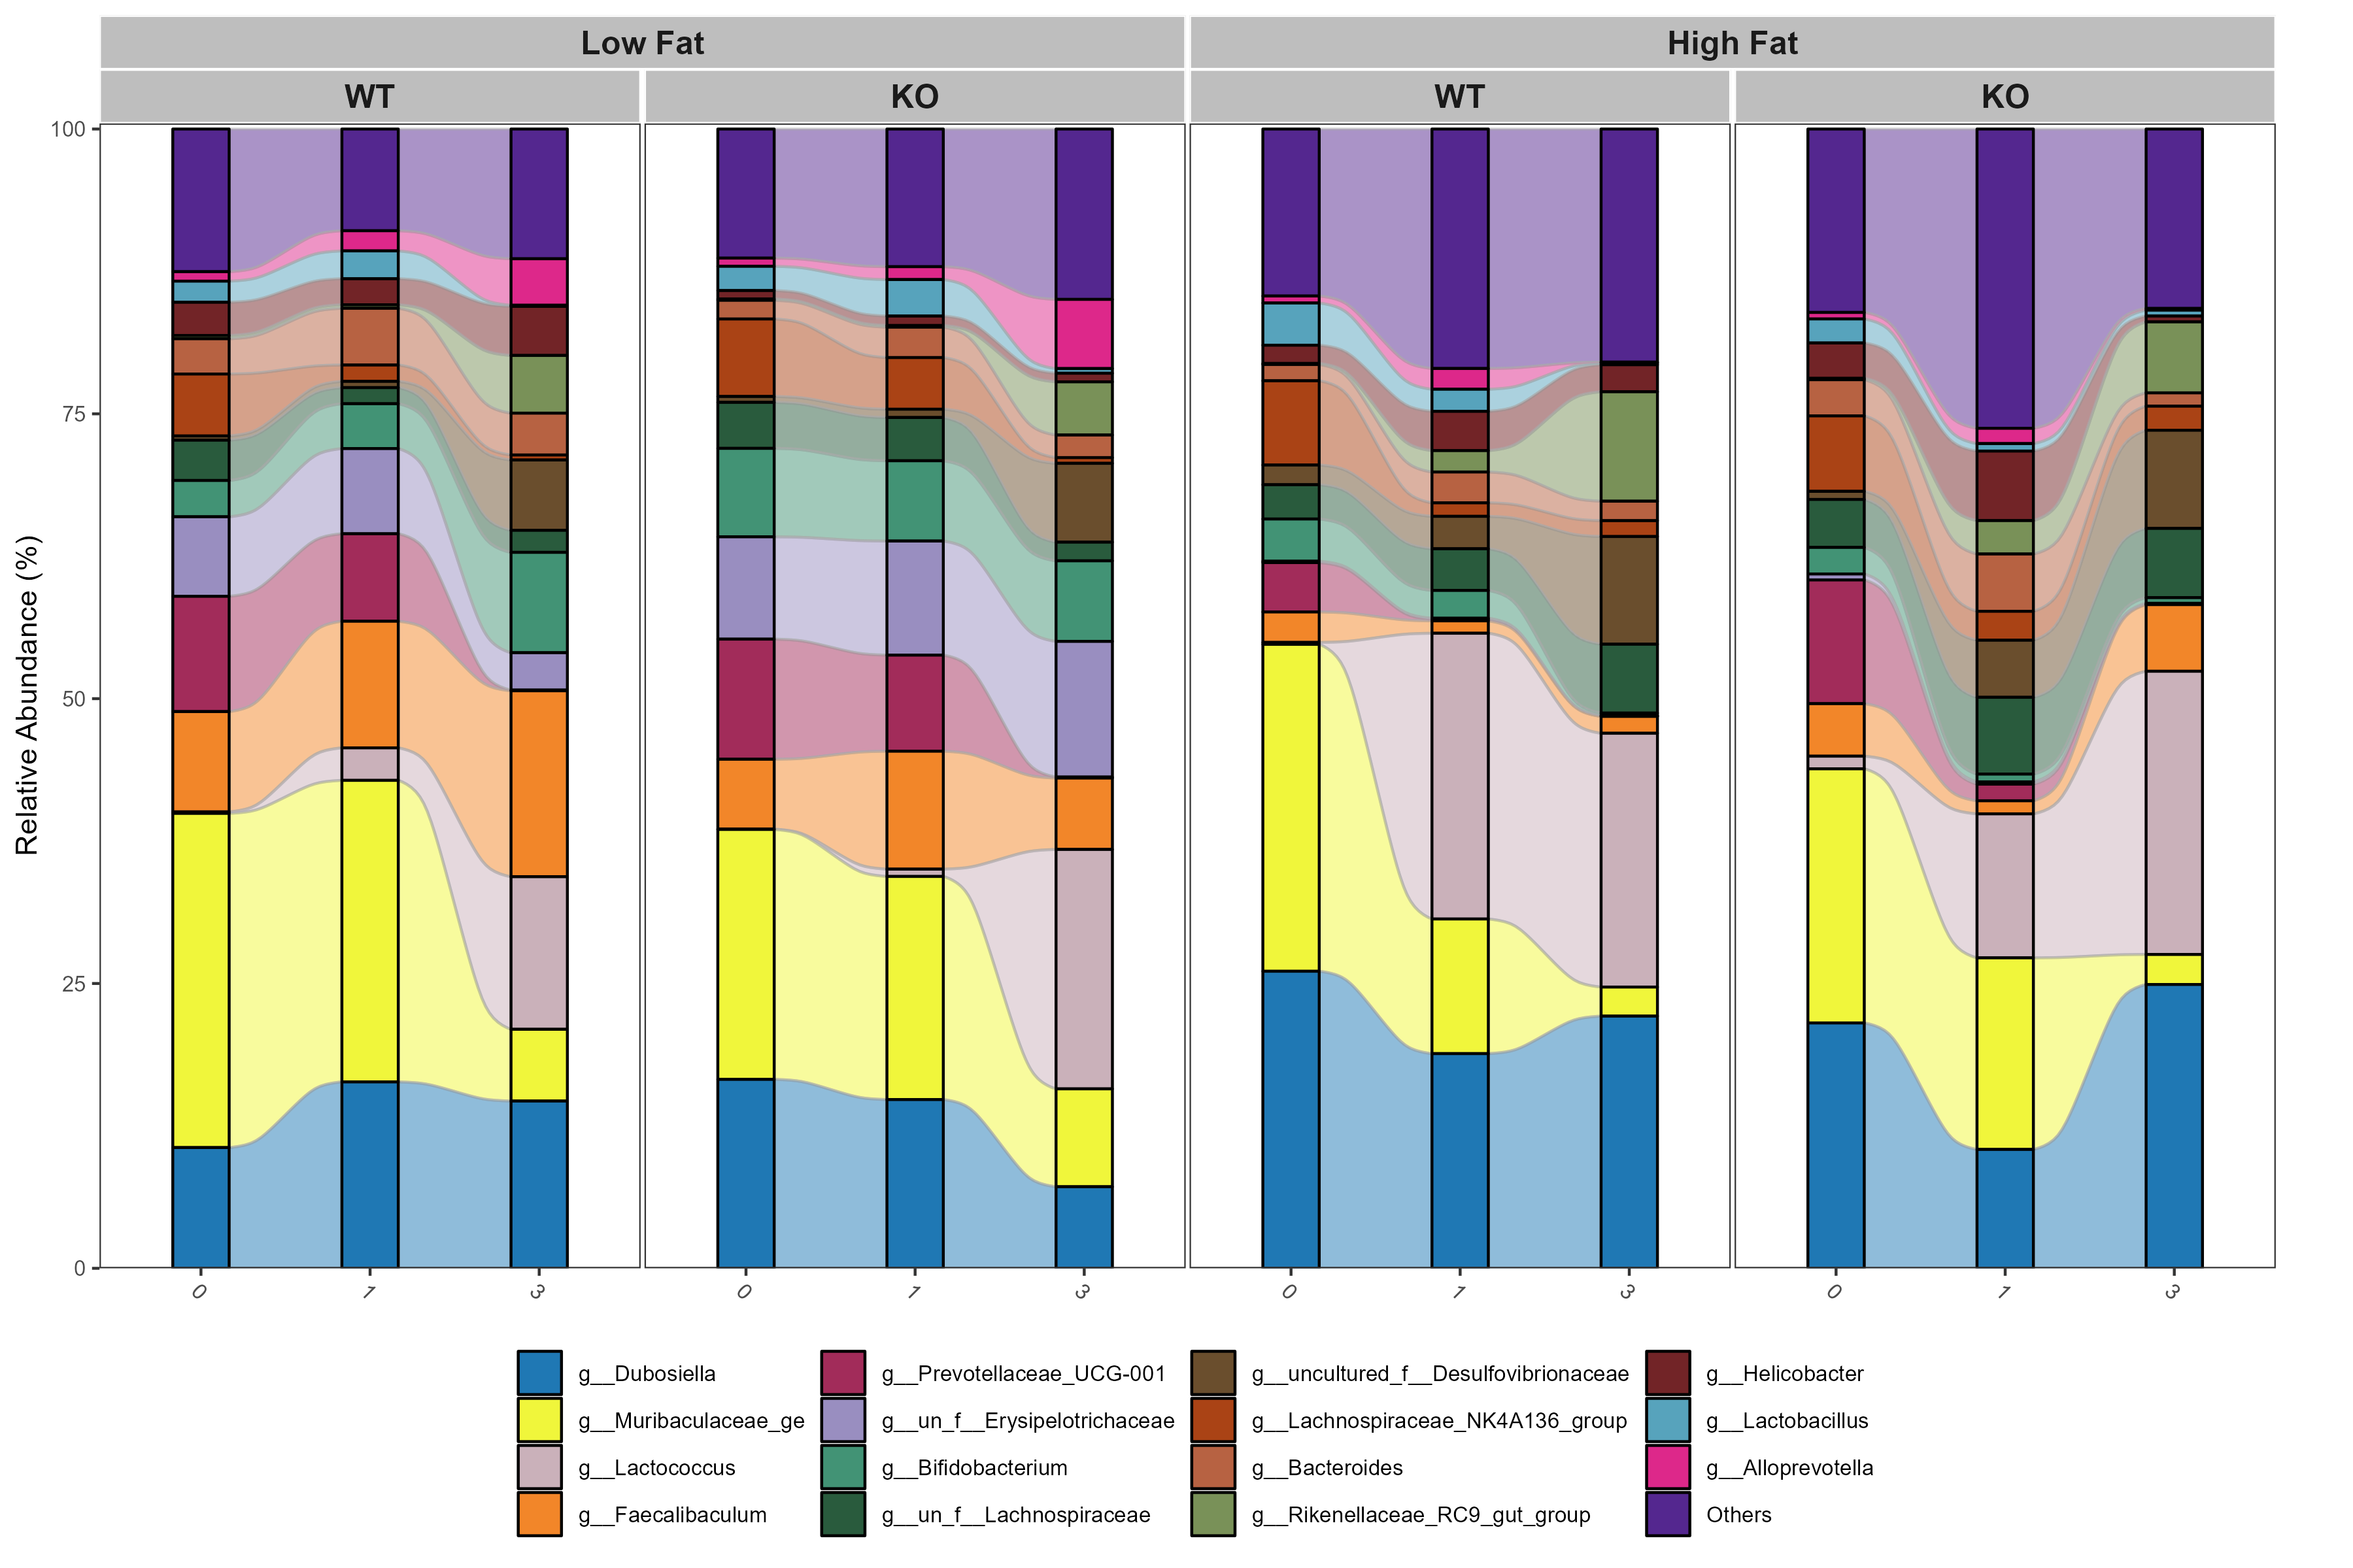 Low Fat
High Fat
WT
KO
WT
KO
Relative Abundance (%)
100
75
50
25
0
0 1 3
0 1 3
0 1 3
0 1 3
g__Dubosiella
g__Muribaculaceae_ge
g__Lactococcus
g__Faecalibaculum
g__Prevotellaceae_UCG-001
g__un_f__Erysipelotrichaceae
g__Bifidobacterium
g__un_f__Lachnospiraceae
g__uncultured_f__Desulfovibrionaceae
g__Lachnospiraceae_NK4A136_group
g__Bacteroides
g__Rikenellaceae_RC9_gut_group
g__Helicobacter
g__Lactobacillus
g__Alloprevotella
Others